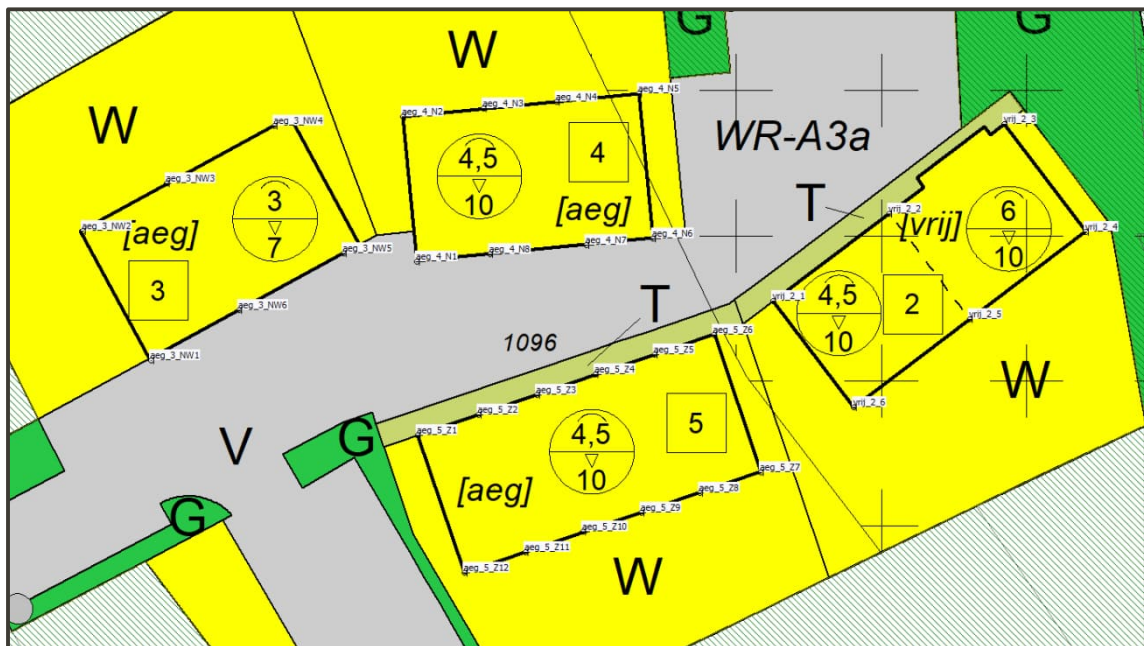 G
G
W
W
aeg_4_N5
aeg_4_N4
aeg_4_N3
aeg_4_N2
aeg_3_NW4
vrij_2_3
WR-A3a
4,5
10
4
[aeg]
aeg_3_NW3
3
7
T
6
10
[vrij]
vrij_2_2
aeg_3_NW2
[aeg]
vrij_2_4
aeg_4_N6
aeg_4_N7
aeg_4_N8
aeg_4_N1
aeg_3_NW5
3
vrij_2_1
4,5
10
2
T
aeg_3_NW6
vrij_2_5
1096
aeg_5_Z6
aeg_5_Z5
aeg_3_NW1
aeg_5_Z4
aeg_5_Z3
W
aeg_5_Z2
vrij_2_6
aeg_5_Z1
4,5
10
5
V
G
aeg_5_Z7
[aeg]
aeg_5_Z8
aeg_5_Z9
G
aeg_5_Z10
aeg_5_Z11
aeg_5_Z12
W